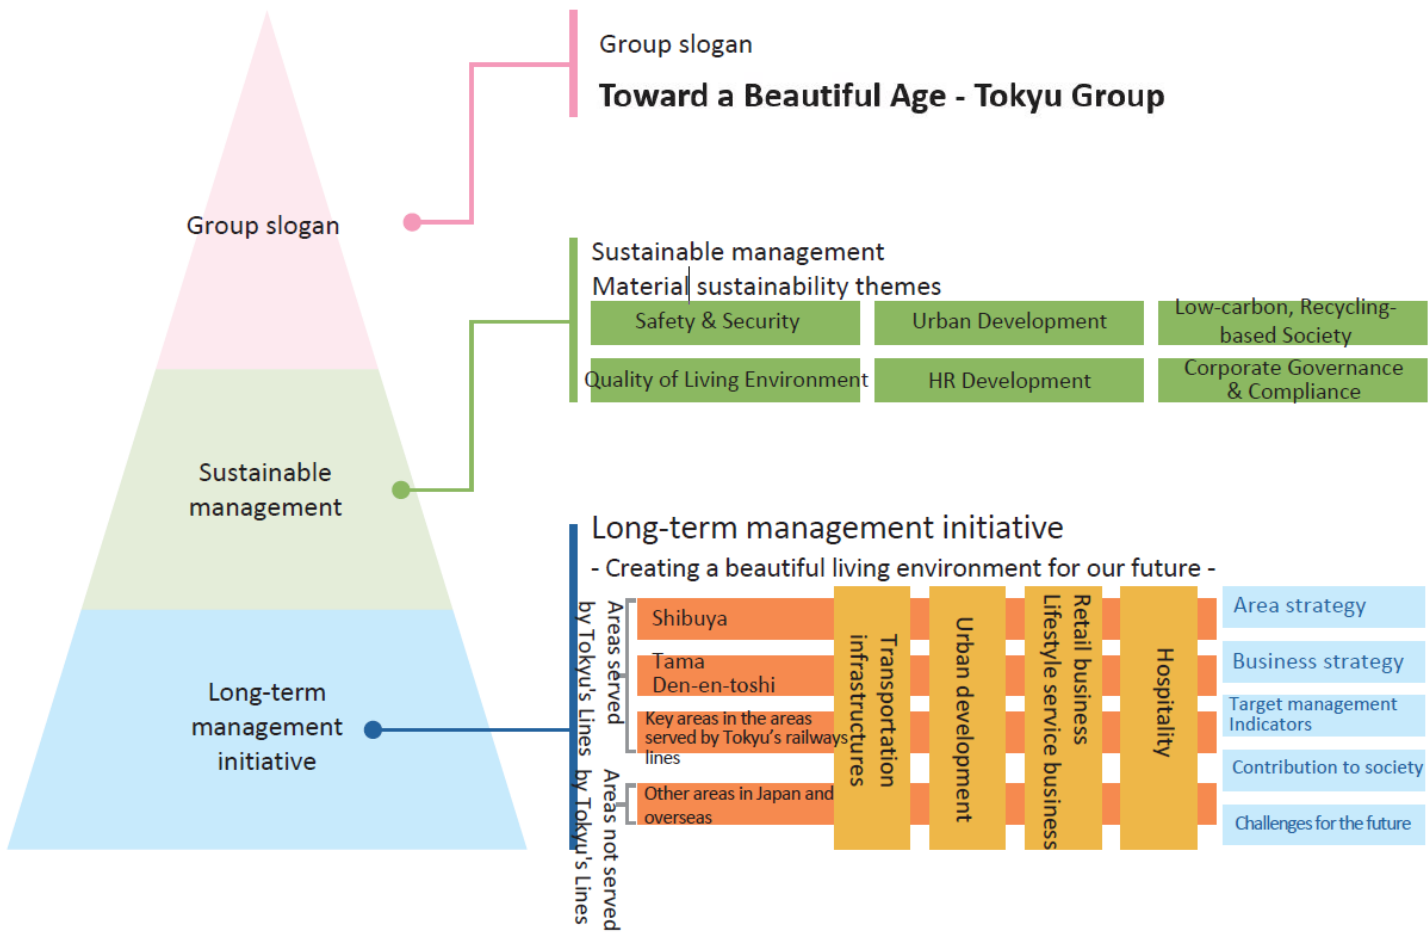 Group slogan
Toward a Beautiful Age - Tokyu Group
Group slogan
Sustainable management
Material sustainability themes
Safety & Security
Urban Development
Low-carbon, Recycling-
based Society
Quality of Living Environment
HR Development
Corporate Governance
& Compliance
Sustainable
management
Long-term management initiative
- Creating a beautiful living environment for our future -
Long-term
management
initiative
Areas served
by Tokyu's Lines
Shibuya
Tama
Den-en-toshi
Key areas in the areas
served by Tokyu's railways
lines
Areas not served
by Tokyu's Lines
Other areas in Japan and
overseas
Transportation
infrastructures
Urban development
Retail business
Lifestyle service business
Hospitality
Area strategy
Business strategy
Target management
Indicators
Contribution to society
Challenges for the future